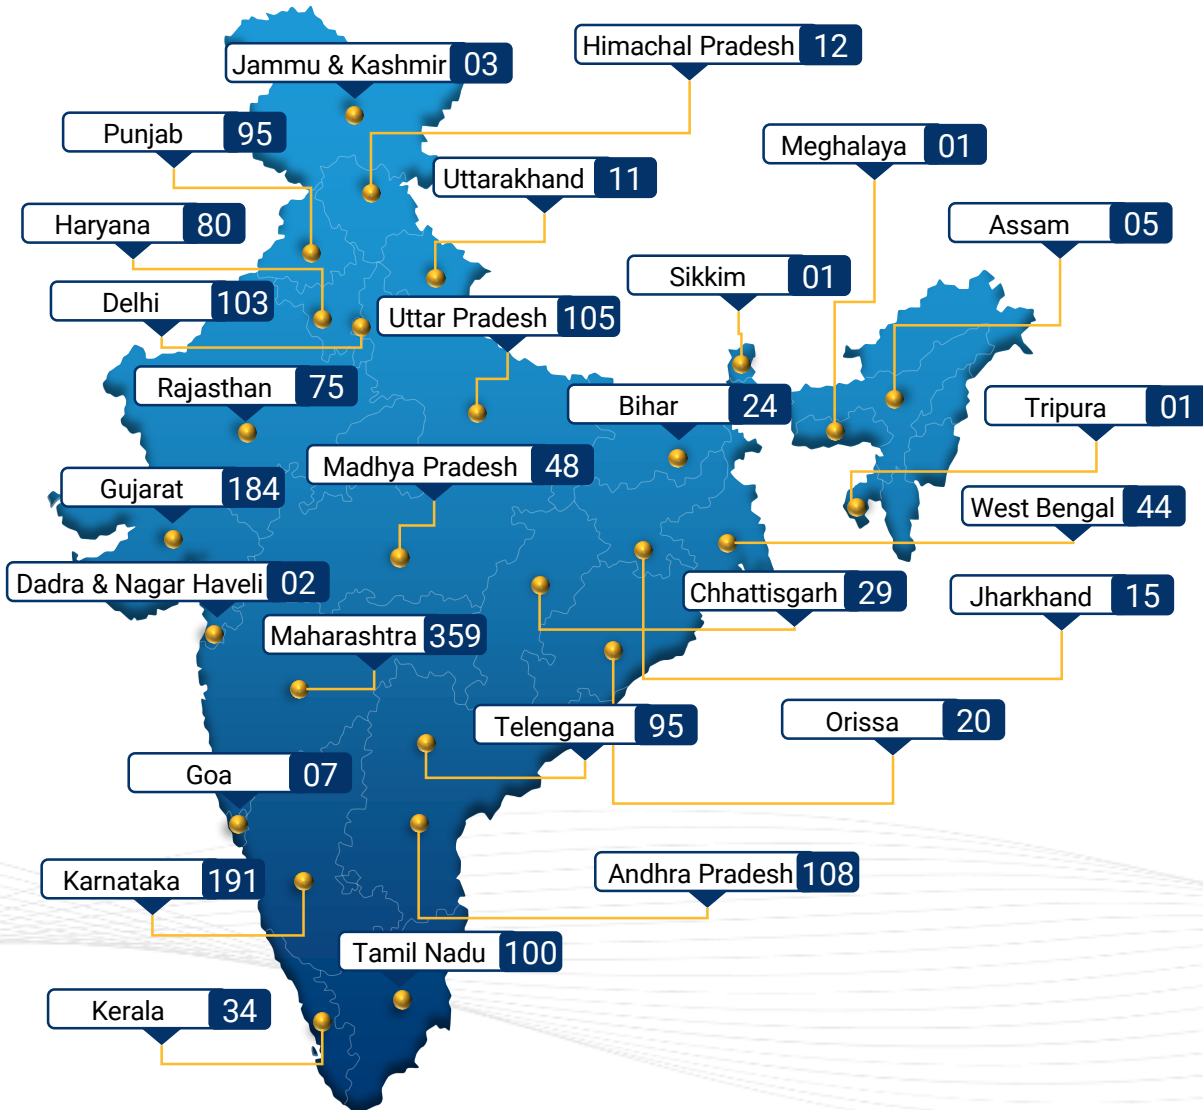 Himachal Pradesh 12
Jammu & Kashmir 03
Punjab 95
Meghalaya 01
Uttarakhand 11
Haryana 80
Assam 05
Sikkim 01
Delhi 103
Uttar Pradesh 105
Rajasthan 75
Bihar 24
Tripura 01
Madhya Pradesh 48
Gujarat 184
West Bengal 44
Dadra & Nagar Haveli 02
Chhattisgarh 29
Jharkhand 15
Maharashtra 359
Telengana 95
Orissa 20
Goa 07
Andhra Pradesh 108
Karnataka 191
Tamil Nadu 100
Kerala 34